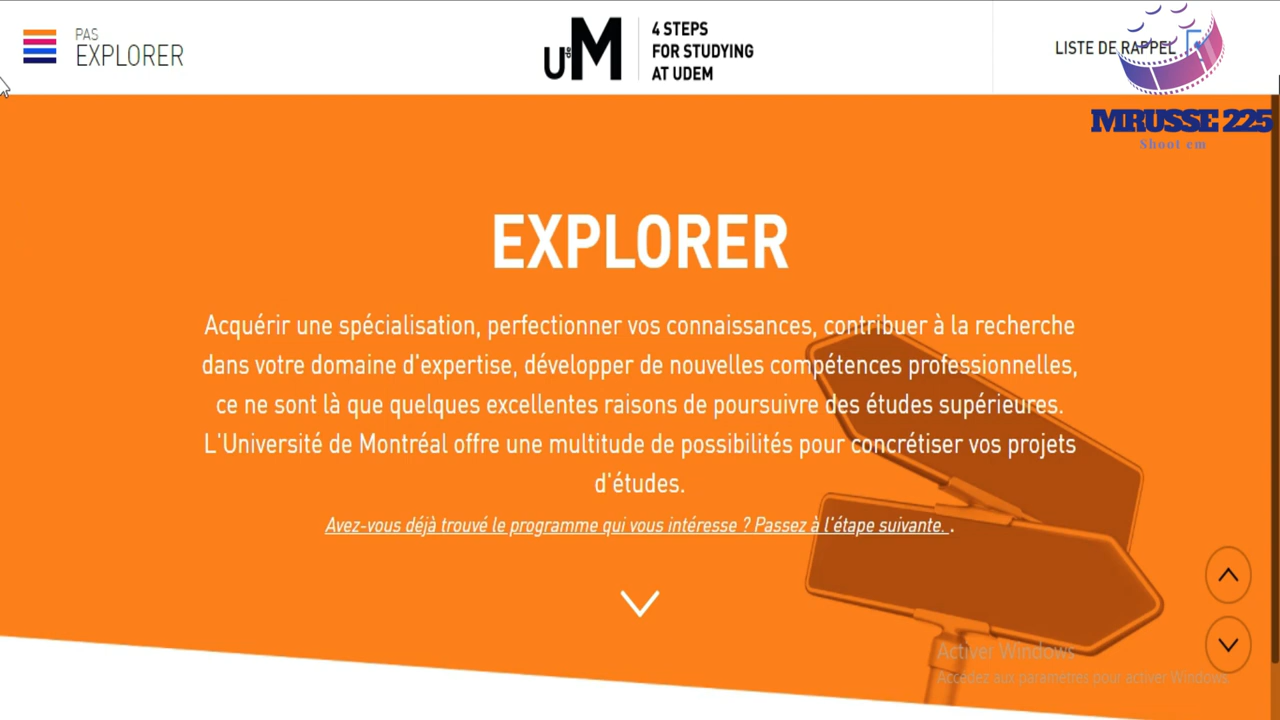 PAS
EXPLORER
UdeM
4 STEPS
FOR STUDYING
AT UDEM
LISTE DE RAPPEL
MRUSSE 225
Shoot em
EXPLORER
Acquérir une spécialisation, perfectionner vos connaissances, contribuer à la recherche
dans votre domaine d'expertise, développer de nouvelles compétences professionnelles,
ce ne sont là que quelques excellentes raisons de poursuivre des études supérieures.
L'Université de Montréal offre une multitude de possibilités pour concrétiser vos projets
d'études.
Avez-vous déjà trouvé le programme qui vous intéresse ? Passez à l'étape suivante. .
Activer Windows
Accédez aux paramètres pour activer Windows.